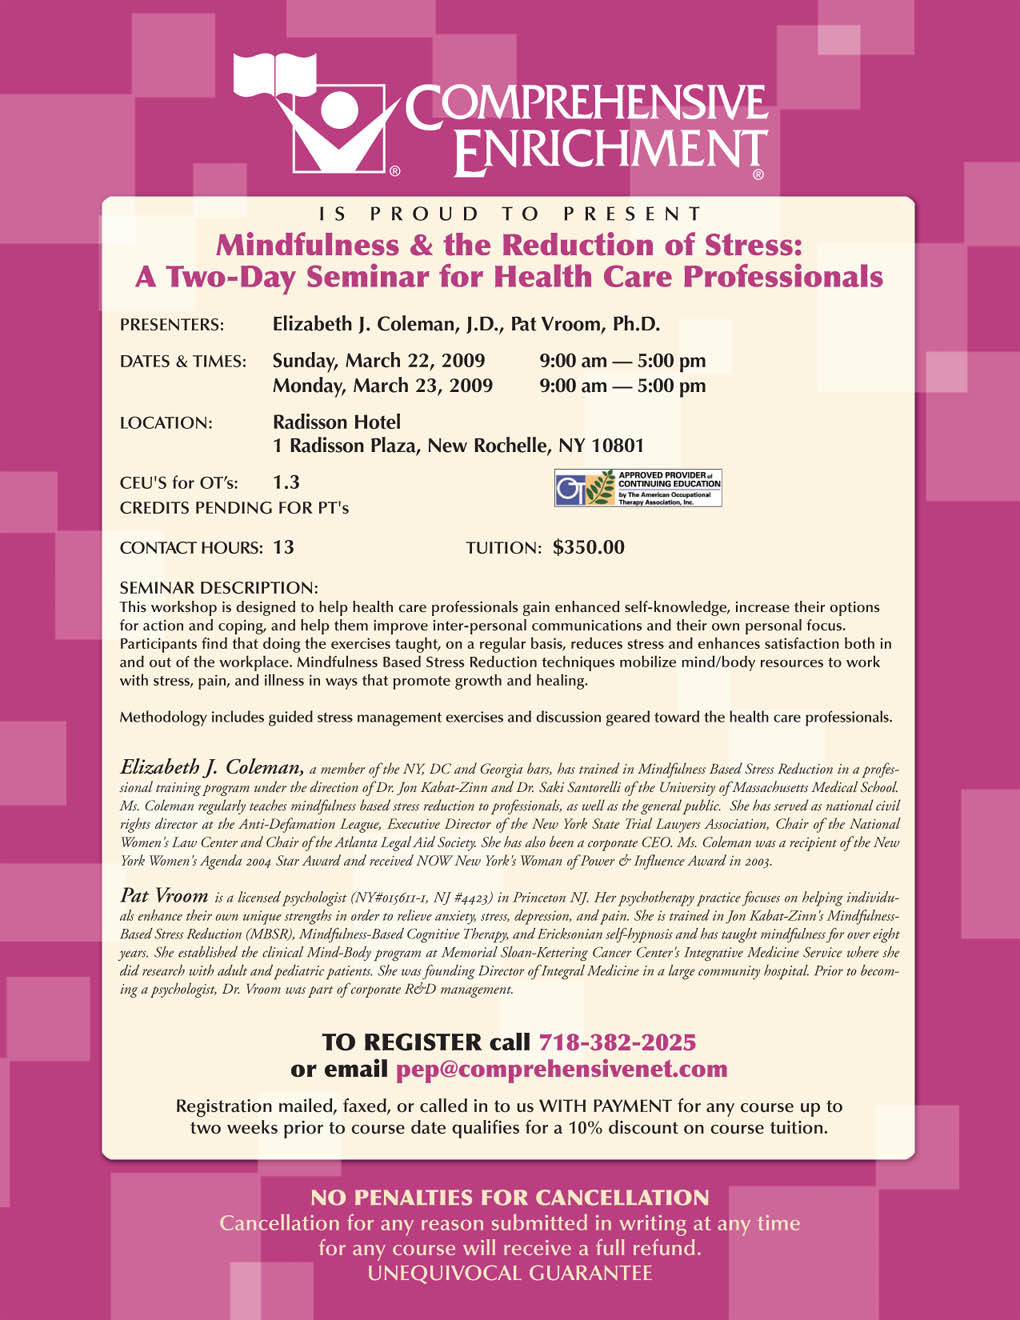 COMPREHENSIVE
ENRICHMENT®
®
IS PROUD TO PRESENT
Mindfulness & the Reduction of Stress:
A Two-Day Seminar for Health Care Professionals
PRESENTERS: Elizabeth J. Coleman, J.D., Pat Vroom, Ph.D.
DATES & TIMES: Sunday, March 22, 2009 9:00 am — 5:00 pm
Monday, March 23, 2009 9:00 am — 5:00 pm
LOCATION: Radisson Hotel
1 Radisson Plaza, New Rochelle, NY 10801
CEU'S for OT's: 1.3
CREDITS PENDING FOR PT's
OT
APPROVED PROVIDER of
CONTINUING EDUCATION
by The American Occupational
Therapy Association, Inc.
CONTACT HOURS: 13 TUITION: $350.00
SEMINAR DESCRIPTION:
This workshop is designed to help health care professionals gain enhanced self-knowledge, increase their options
for action and coping, and help them improve inter-personal communications and their own personal focus.
Participants find that doing the exercises taught, on a regular basis, reduces stress and enhances satisfaction both in
and out of the workplace. Mindfulness Based Stress Reduction techniques mobilize mind/body resources to work
with stress, pain, and illness in ways that promote growth and healing.
Methodology includes guided stress management exercises and discussion geared toward the health care professionals.
Elizabeth J. Coleman, a member of the NY, DC and Georgia bars, has trained in Mindfulness Based Stress Reduction in a profes-
sional training program under the direction of Dr. Jon Kabat-Zinn and Dr. Saki Santorelli of the University of Massachusetts Medical School.
Ms. Coleman regularly teaches mindfulness based stress reduction to professionals, as well as the general public. She has served as national civil
rights director at the Anti-Defamation League, Executive Director of the New York State Trial Lawyers Association, Chair of the National
Women's Law Center and Chair of the Atlanta Legal Aid Society. She has also been a corporate CEO. Ms. Coleman was a recipient of the New
York Women's Agenda 2004 Star Award and received NOW New York's Woman of Power & Influence Award in 2003.
Pat Vroom is a licensed psychologist (NY#015611-1, NJ #4423) in Princeton NJ. Her psychotherapy practice focuses on helping individu-
als enhance their own unique strengths in order to relieve anxiety, stress, depression, and pain. She is trained in Jon Kabat-Zinn's Mindfulness-
Based Stress Reduction (MBSR), Mindfulness-Based Cognitive Therapy, and Ericksonian self-hypnosis and has taught mindfulness for over eight
years. She established the clinical Mind-Body program at Memorial Sloan-Kettering Cancer Center's Integrative Medicine Service where she
did research with adult and pediatric patients. She was founding Director of Integral Medicine in a large community hospital. Prior to becom-
ing a psychologist, Dr. Vroom was part of corporate R&D management.
TO REGISTER call 718-382-2025
or email pep@comprehensivenet.com
Registration mailed, faxed, or called in to us WITH PAYMENT for any course up to
two weeks prior to course date qualifies for a 10% discount on course tuition.
NO PENALTIES FOR CANCELLATION
Cancellation for any reason submitted in writing at any time
for any course will receive a full refund.
UNEQUIVOCAL GUARANTEE